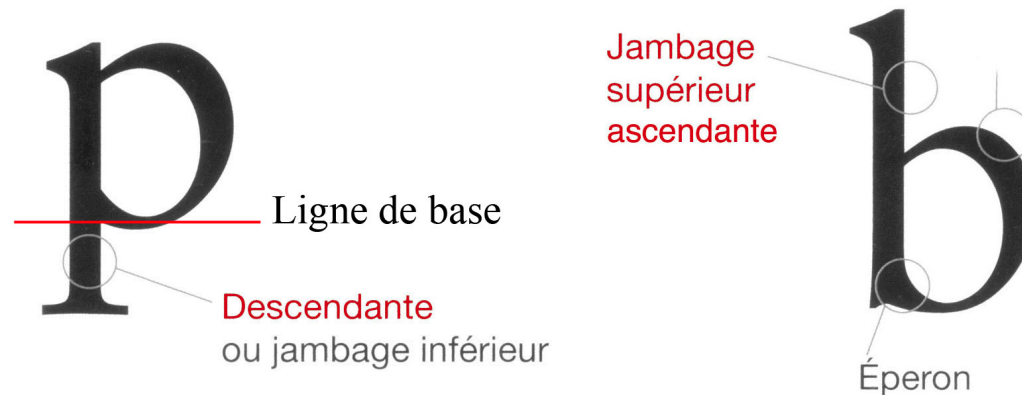 p
Ligne de base
Descendante
ou jambage inférieur
Jambage
supérieur
ascendante
b
Éperon